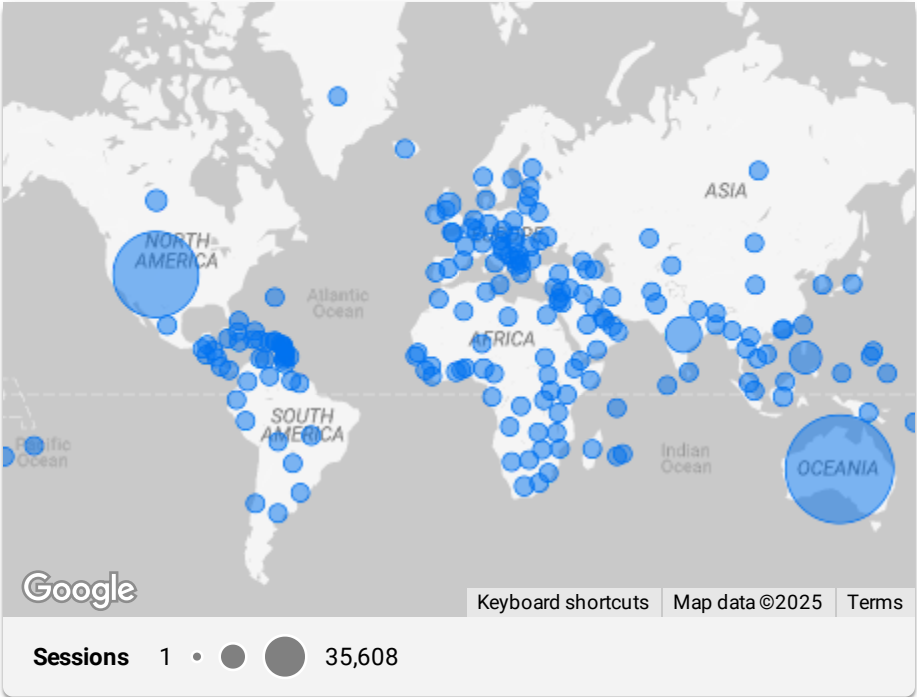 ASIA
NORTH
AMERICA
EUROPE
Atlantic
Ocean
AFRICA
SOUTH
AMERICA
Pacific
Ocean
Indian
Ocean
OCEANIA
Google
Keyboard shortcuts
Map data ©2025
Terms
Sessions 1 35,608